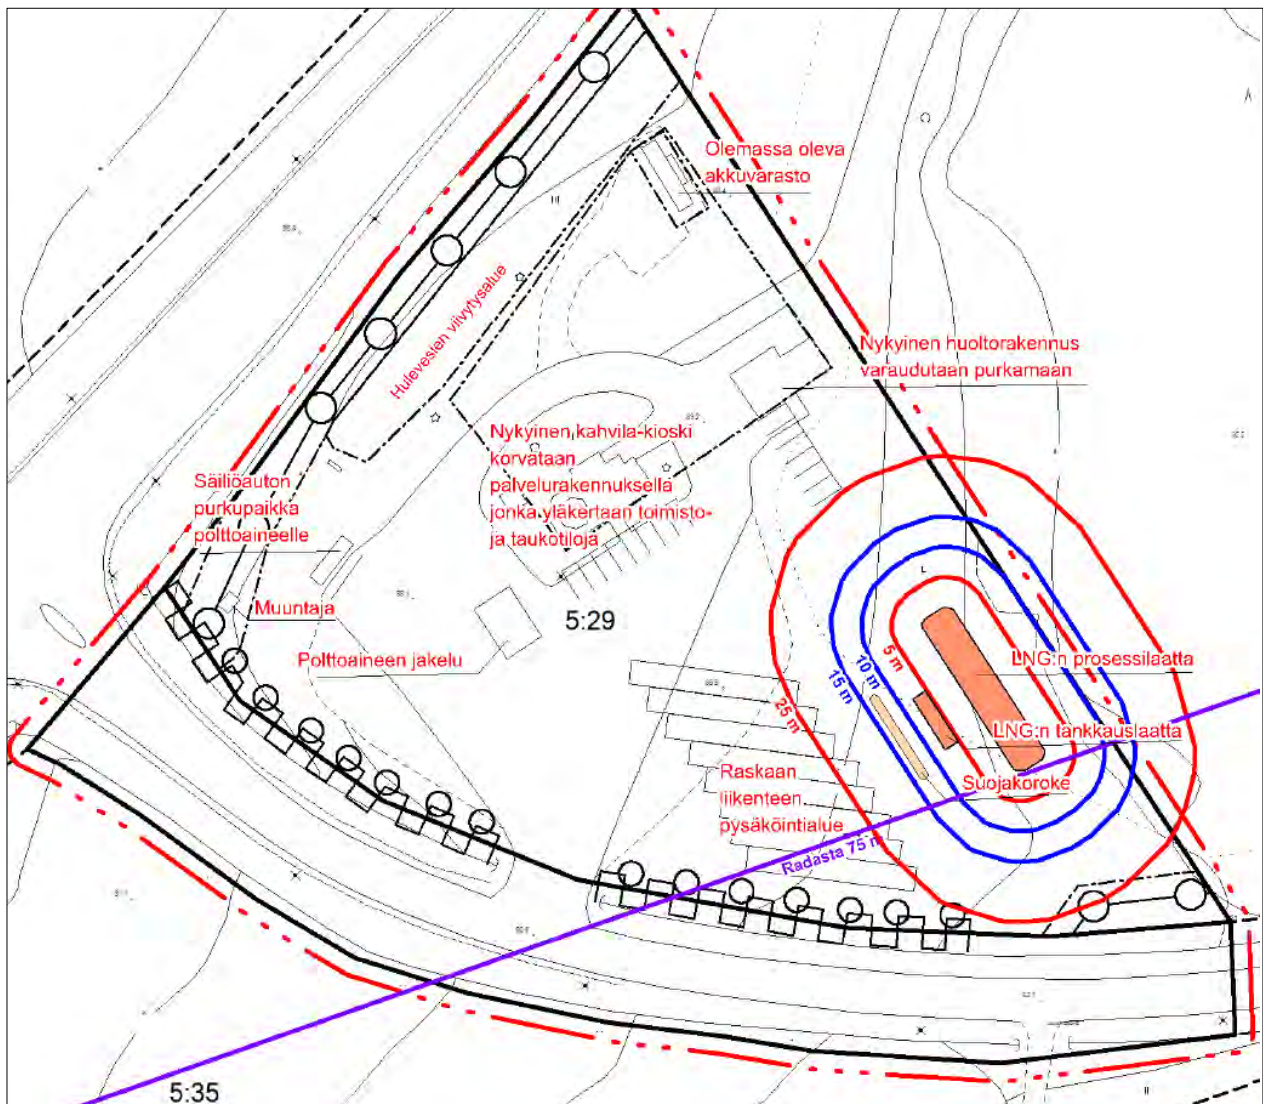 Olemassa oleva
akkuvarasto
Hulevesien viivytysalue
Nykyinen huoltorakennus
varaudutaan purkamaan
Nykyinen kahvila-kioski
korvataan
palvelurakennuksella
jonka yläkertaan toimisto-
ja taukotiloja
Säiliöauton
purkupaikka
polttoaineelle
Muuntaja
5:29
Polttoaineen jakelu
5 m
10 m
15 m
25 m
LNG:n prosessilaatta
LNG:n tankkauslaatta
Suojakoroke
Raskaan
liikenteen
pysäköintialue
Radasta 75 m
5:35